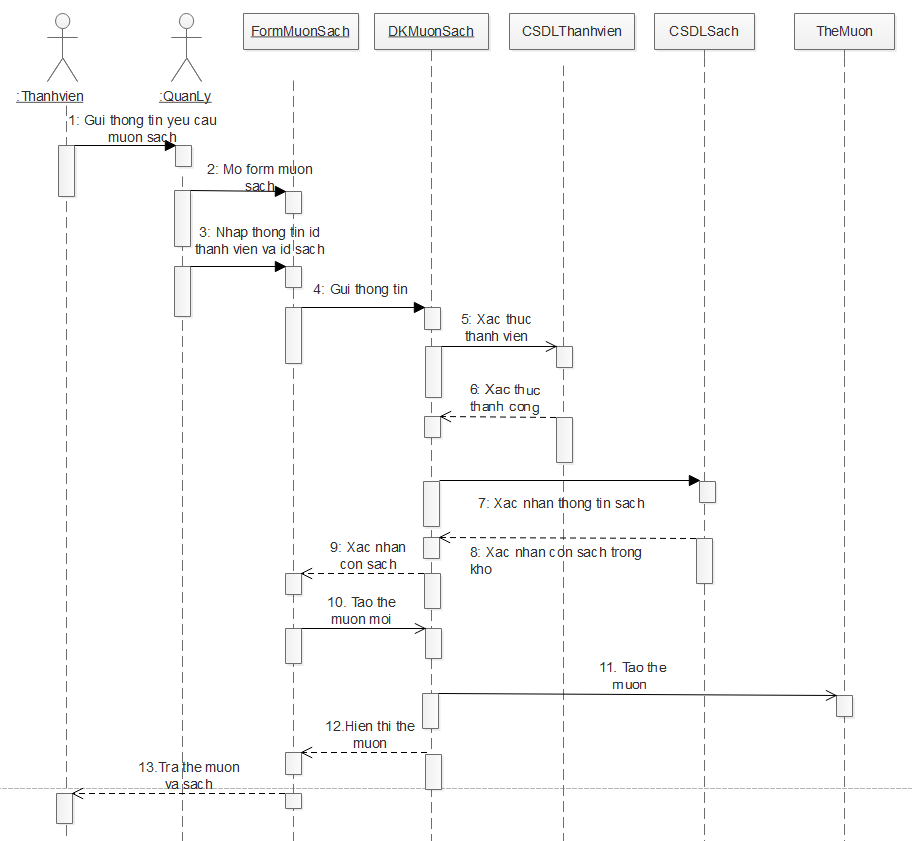 FormMuonSach
DKMuonSach
CSDLThanhvien
CSDLSach
TheMuon
:Thanhvien
:QuanLy
1: Gui thong tin yeu cau
muon sach
2: Mo form muon
sach
3: Nhap thong tin id
thanh vien va id sach
4: Gui thong tin
5: Xac thuc
thanh vien
6: Xac thuc
thanh cong
7: Xac nhan thong tin sach
8: Xac nhan con sach trong
kho
9: Xac nhan
con sach
10. Tao the
muon moi
11. Tao the
muon
12.Hien thi the
muon
13.Tra the muon
va sach